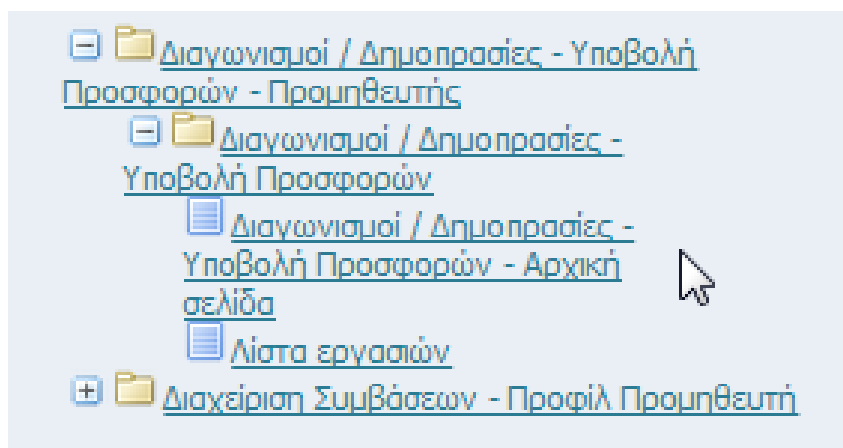 Διαγωνισμοί / Δημοπρασίες - Υποβολή
Προσφορών - Προμηθευτής
Διαγωνισμοί / Δημοπρασίες -
Υποβολή Προσφορών
Διαγωνισμοί / Δημοπρασίες -
Υποβολή Προσφορών - Αρχική
σελίδα
Λίστα εργασιών
Διαχείριση Συμβάσεων - Προφίλ Προμηθευτή